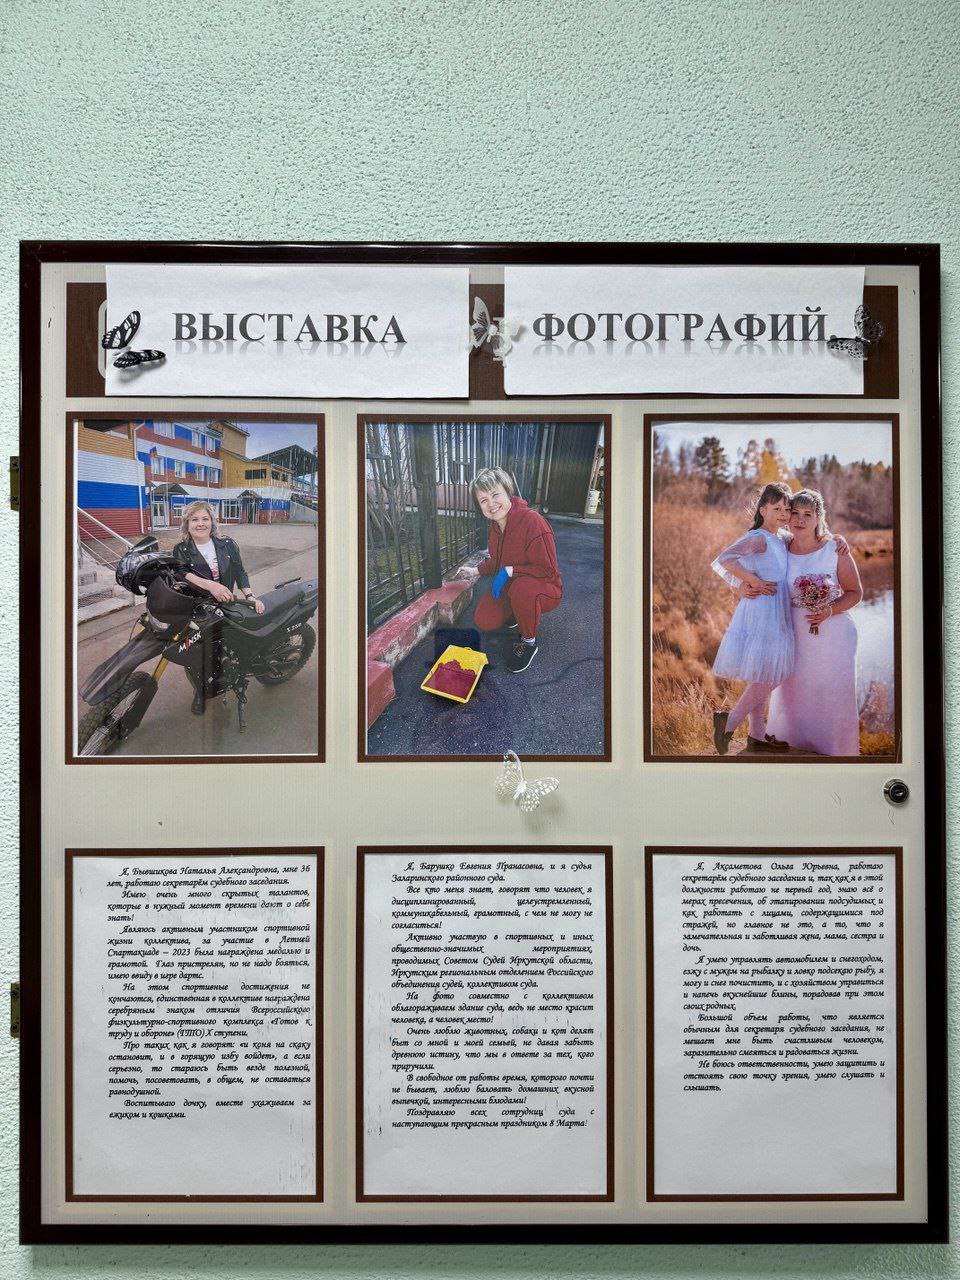 ВЫСТАВКА
ФОТОГРАФИЙ
MINSK
X 250
Я, Бывшикова Наталья Александровна, мне 36
лет, работаю секретарём судебного заседания.
Имею очень много скрытых талантов,
которые в нужный момент времени дают о себе
знать!
Являюсь активным участником спортивной
жизни коллектива, за участие в Летней
Спартакиаде – 2023 была награждена медалью и
грамотой. Глаз пристрелян, но не надо бояться,
имею ввиду в игре дартс.
На этом спортивные достижения не
кончаются, единственная в коллективе награждена
серебряным знаком отличия Всероссийского
физкультурно-спортивного комплекса «Готов к
труду и обороне» (ГТО) X ступени.
Про таких как я говорят: «и коня на скаку
остановит, и в горящую избу войдет», а если
серьезно, то стараюсь быть везде полезной,
помочь, посоветовать, в общем, не оставаться
равнодушной.
Воспитываю дочку, вместе ухаживаем за
ежиком и кошками.
Я, Барушко Евгения Пранасовна, и я судья
Заларинского районного суда.
Все кто меня знает, говорят что человек я
дисциплинированный, целеустремленный,
коммуникабельный, грамотный, с чем не могу не
согласиться!
Активно участвую в спортивных и иных
общественно-значимых мероприятиях,
проводимых Советом Судей Иркутской области,
Иркутским региональным отделением Российского
объединения судей, коллективом суда.
На фото совместно с коллективом
облагораживаем здание суда, ведь не место красит
человека, а человек место!
Очень люблю животных, собаки и кот делят
быт со мной и моей семьей, не давая забыть
древнюю истину, что мы в ответе за тех, кого
приручили.
В свободное от работы время, которого почти
не бывает, люблю баловать домашних вкусной
выпечкой, интересными блюдами!
Поздравляю всех сотрудниц суда с
наступающим прекрасным праздником 8 Марта!
Я, Аксаметова Ольга Юрьевна, работаю
секретарём судебного заседания и, так как я в этой
должности работаю не первый год, знаю всё о
мерах пресечения, об этапировании подсудимых и
как работать с лицами, содержащимися под
стражей, но главное не это, а то, что я
замечательная и заботливая жена, мама, сестра и
дочь.
Я умею управлять автомобилем и снегоходом,
езжу с мужем на рыбалку и ловко подсекаю рыбу, я
могу и снег почистить, и с хозяйством управиться
и напечь вкуснейшие блины, порадовав при этом
своих родных.
Большой объем работы, что является
обычным для секретаря судебного заседания, не
мешает мне быть счастливым человеком,
заразительно смеяться и радоваться жизни.
Не боюсь ответственности, умею защитить и
отстоять свою точку зрения, умею слушать и
слышать.